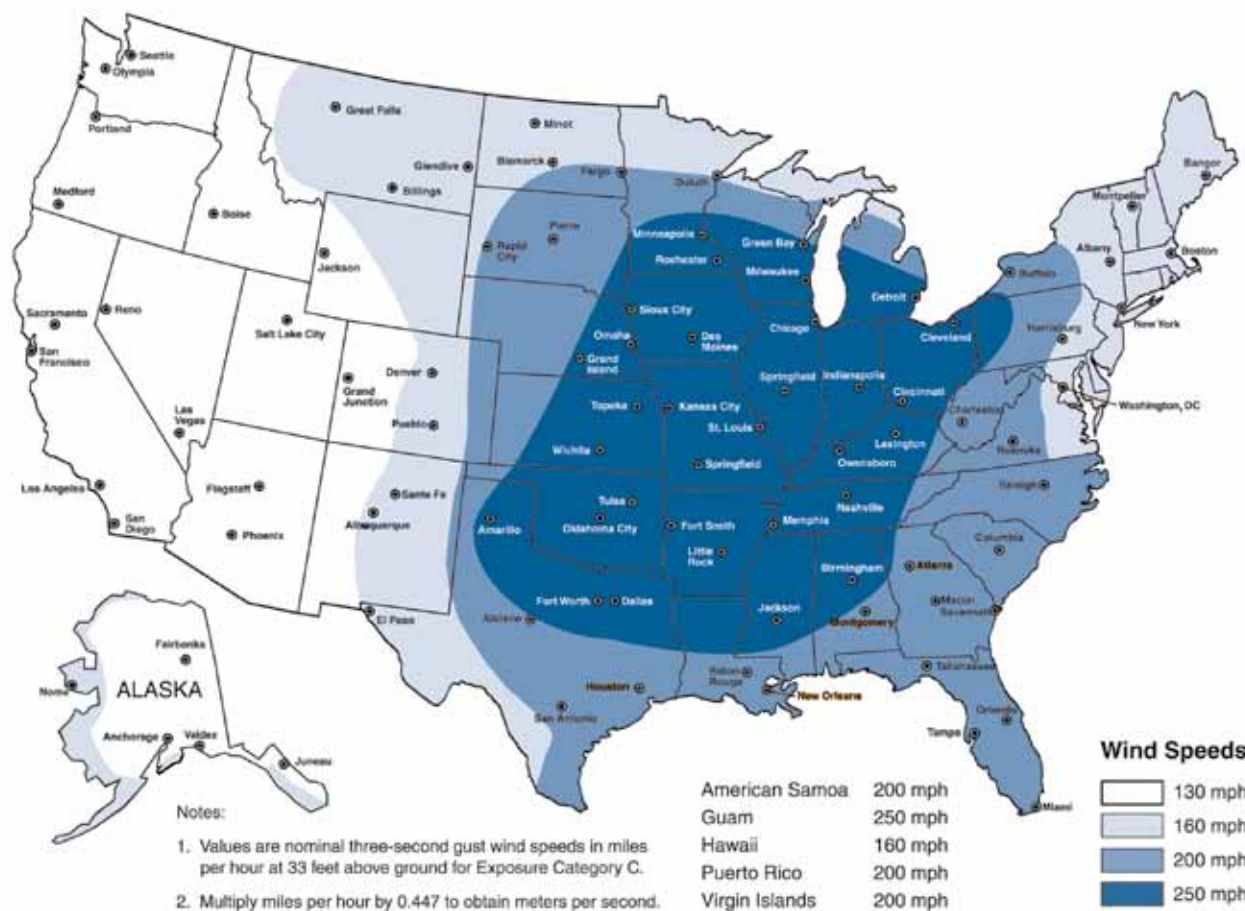 Seattle
Olympia
Portland
Medford
Boise
Great Falls
Glendive
Billings
Minot
Bismarck
Fargo
Duluth
Bangor
Montpelier
Albany
Boston
Buffalo
New York
Harrisburg
Washington, DC
Jackson
Rapid
City
Pierre
Minneapolis
Rochester
Green Bay
Milwaukee
Detroit
Cleveland
Chicago
Sacramento
San
Francisco
Reno
Salt Lake City
Las
Vegas
Los Angeles
San
Diego
Flagstaff
Phoenix
Denver
Grand
Junction
Pueblo
Sante Fe
Albuquerque
El Paso
Sioux City
Omaha
Des
Moines
Grand
Island
Topeka
Kansas City
Wichita
Springfield
St. Louis
Springfield
Indianapolis
Cincinnati
Charleston
Lexington
Owensboro
Roanoke
Raleigh
Nashville
Memphis
Tulsa
Oklahoma City
Amarillo
Fort Smith
Little
Rock
Fort Worth
Dallas
Abilene
Jackson
Birmingham
Montgomery
Atlanta
Columbia
Macon
Savannah
Tallahassee
Houston
San Antonio
Baton
Rouge
New Orleans
Orlando
Tampa
Miami
ALASKA
Fairbanks
Nome
Anchorage
Valdez
Juneau
Notes:
1. Values are nominal three-second gust wind speeds in miles
per hour at 33 feet above ground for Exposure Category C.
2. Multiply miles per hour by 0.447 to obtain meters per second.
American Samoa 200 mph
Guam 250 mph
Hawaii 160 mph
Puerto Rico 200 mph
Virgin Islands 200 mph
Wind Speeds
130 mph
160 mph
200 mph
250 mph